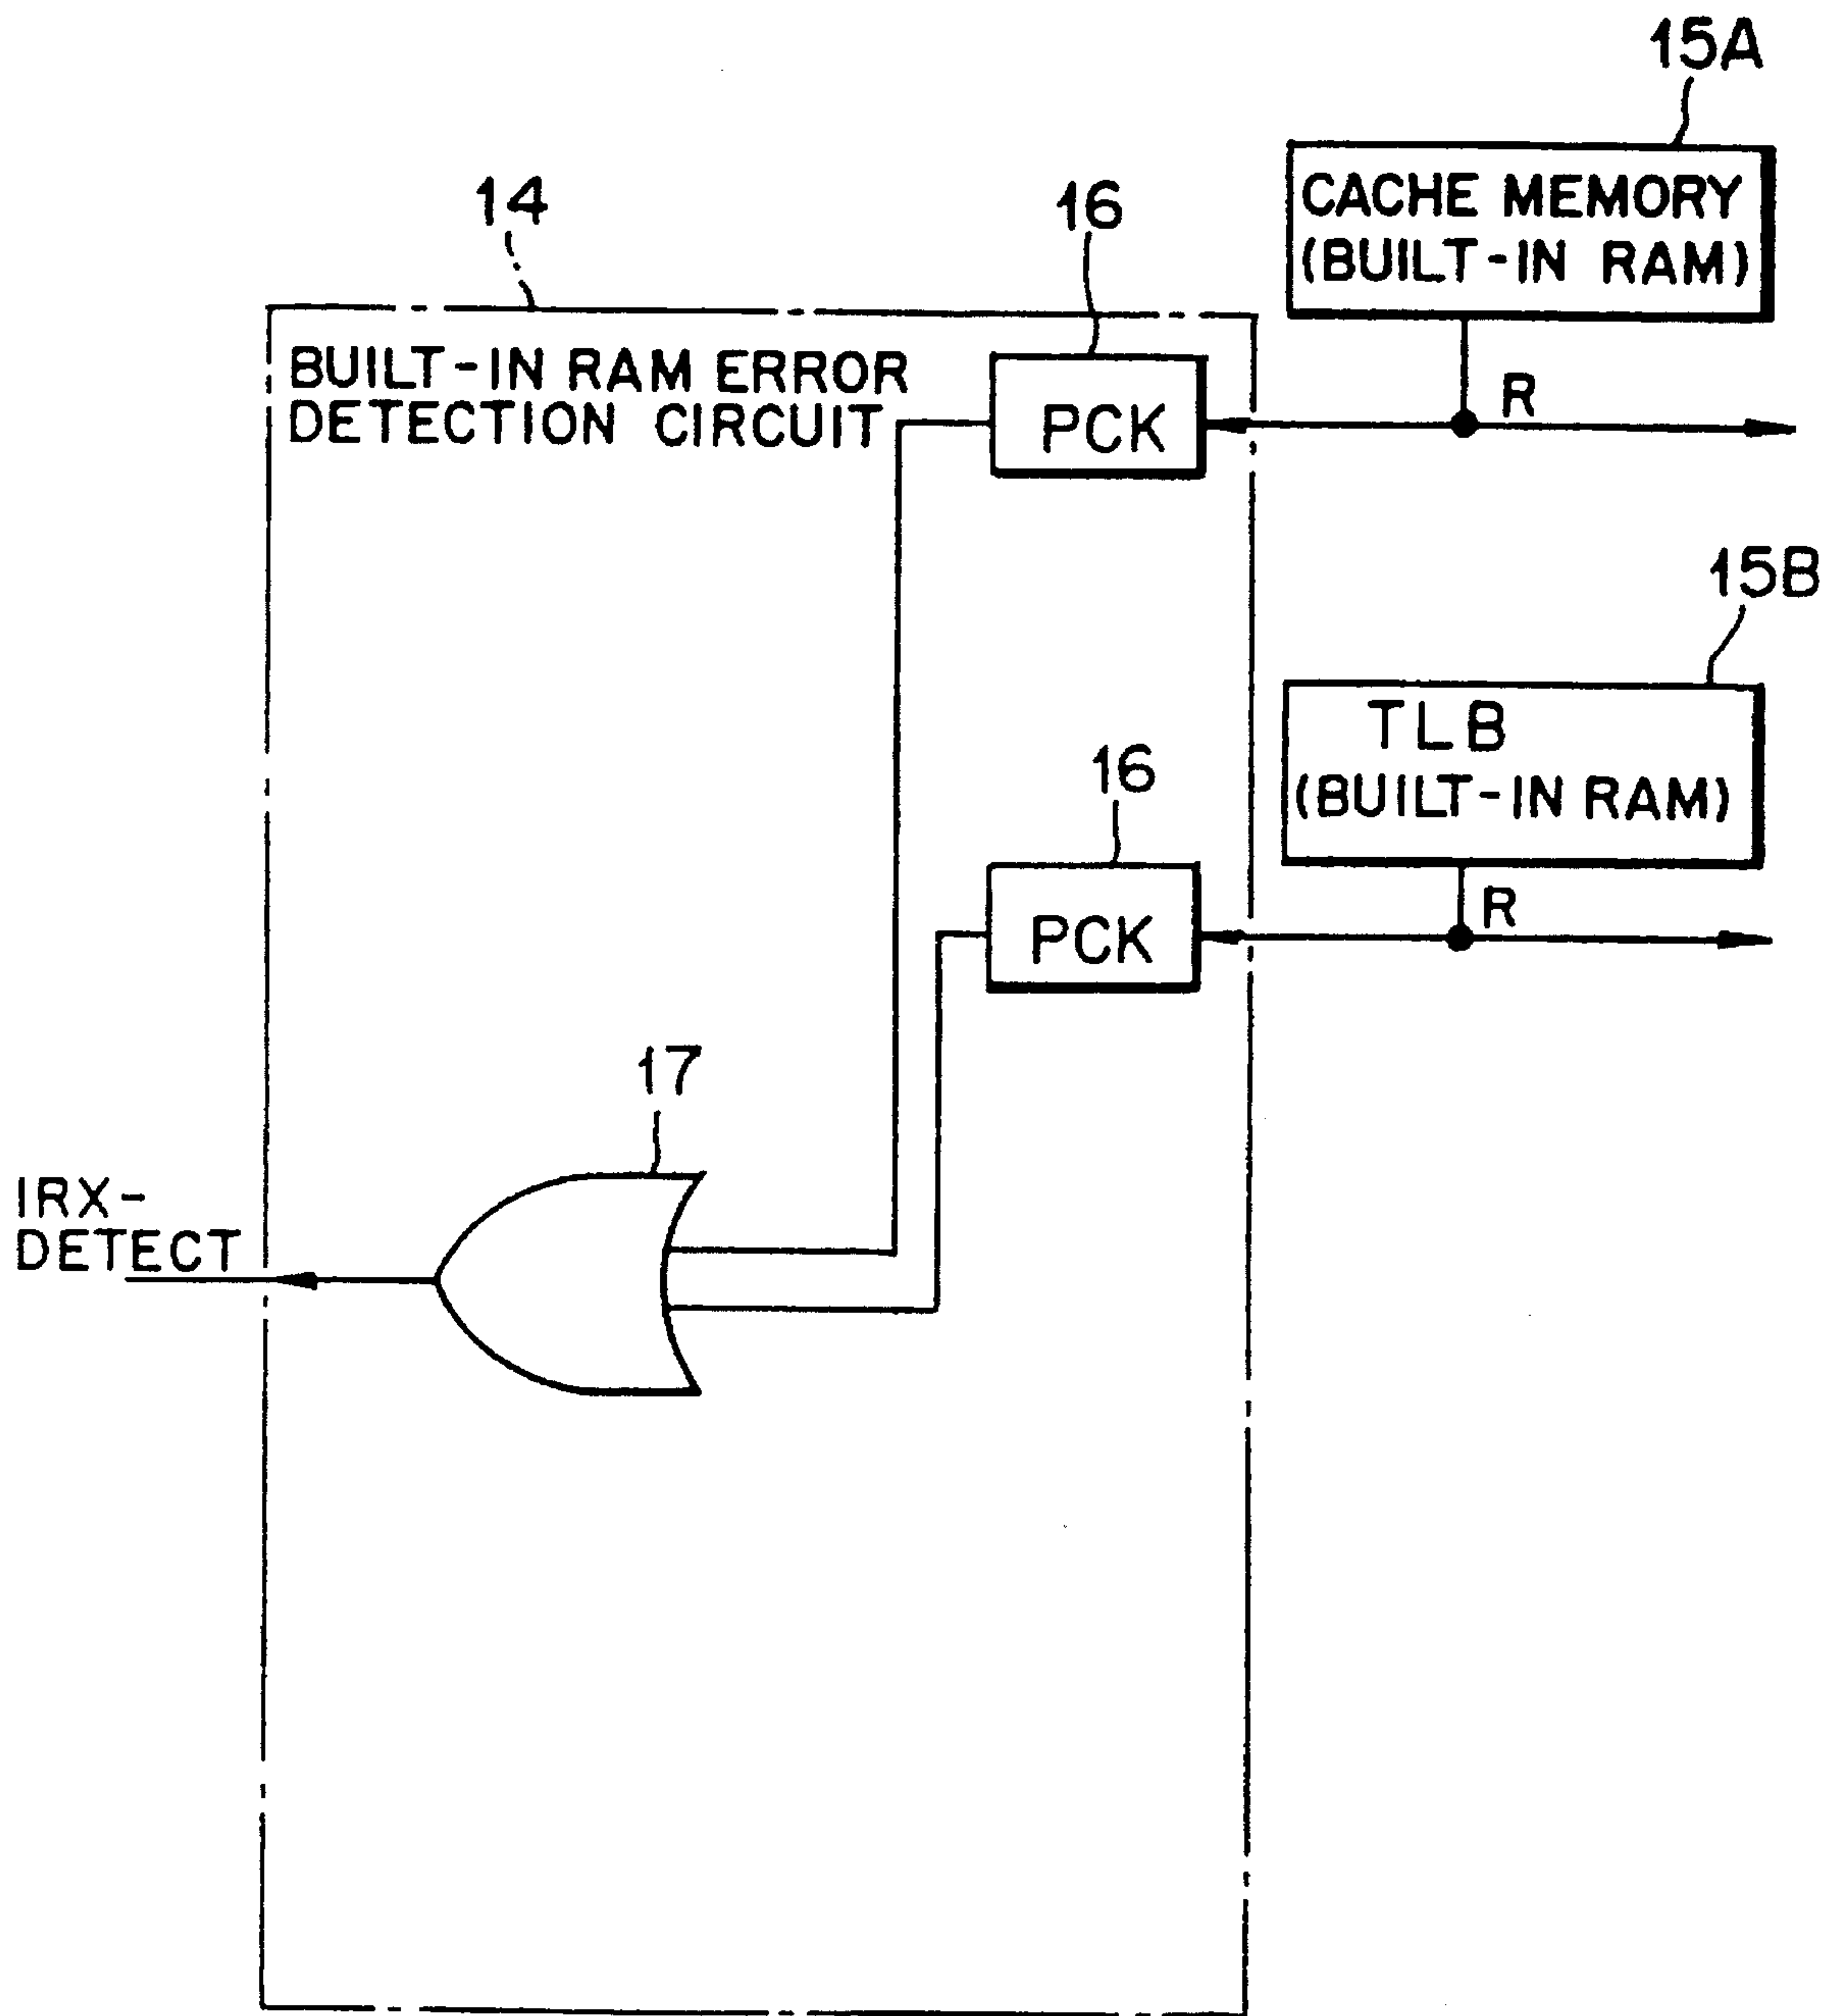 15A
CACHE MEMORY
(BUILT-IN RAM)
14
16
BUILT-IN RAM ERROR
DETECTION CIRCUIT
PCK
R
15B
TLB
(BUILT-IN RAM)
16
PCK
R
17
IRX-
DETECT